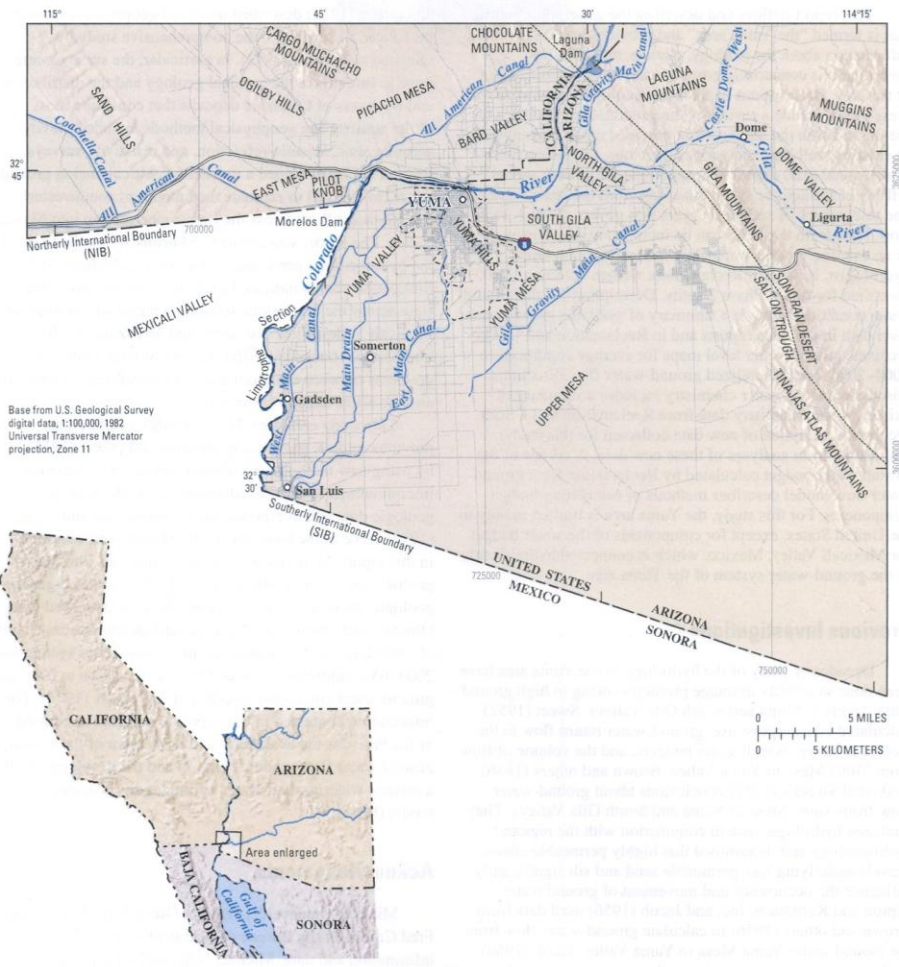 115°
45'
30'
114°15'
CARGO MUCHACHO
MOUNTAINS
CHOCOLATE
MOUNTAINS
Laguna
Dam
SAND HILLS
OGILBY HILLS
PICACHO MESA
All American Canal
CALIFORNIA
ARIZONA
Gila Gravity Main Canal
LAGUNA
MOUNTAINS
Castle Dome Wash
MUGGINS
MOUNTAINS
Coachella Canal
BARD VALLEY
Dome
Gila
DOME VALLEY
32°
45'
All American Canal
EAST MESA
PILOT
KNOB
River
NORTH GILA
VALLEY
GILA MOUNTAINS
3625000
YUMA
Morelos Dam
SOUTH GILA
VALLEY
Ligurta
River
Northerly International Boundary
(NIB)
700000
Colorado
YUMA VALLEY
YUMA HILLS
8
MEXICALI VALLEY
Limotrophe Section
YUMA MESA
Gila Gravity Main Canal
SONORAN DESERT
SALTON TROUGH
West Main Canal
Main Drain
Somerton
East Main Canal
TINAJAS ATLAS MOUNTAINS
Gadsden
UPPER MESA
Base from U.S. Geological Survey
digital data, 1:100,000, 1982
Universal Transverse Mercator
projection, Zone 11
3600000
32°
30'
San Luis
Southerly International Boundary
(SIB)
725000
UNITED STATES
MEXICO
ARIZONA
SONORA
750000
0 5 MILES
0 5 KILOMETERS
CALIFORNIA
ARIZONA
Area enlarged
BAJA CALIFORNIA
Gulf of
California
SONORA